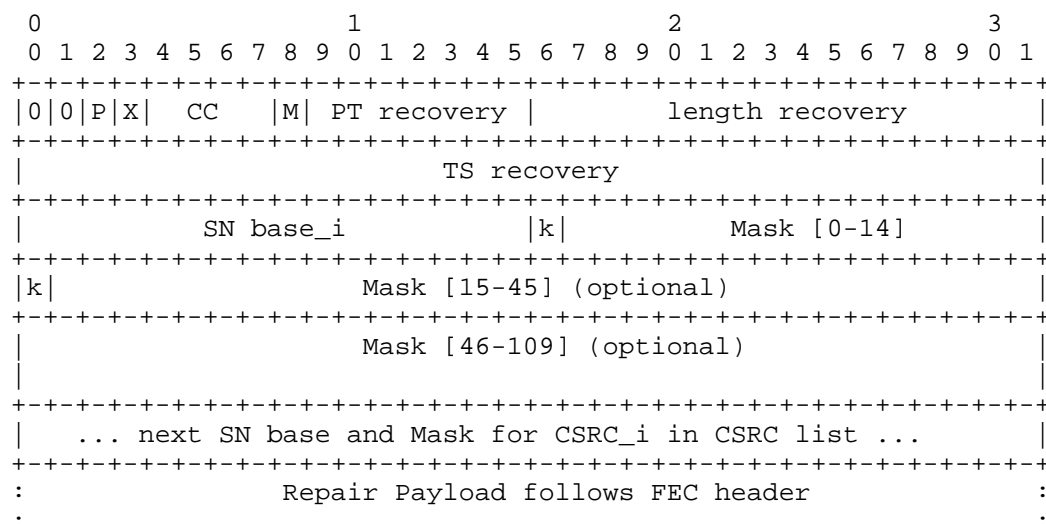 0                   1                   2                   3
 0 1 2 3 4 5 6 7 8 9 0 1 2 3 4 5 6 7 8 9 0 1 2 3 4 5 6 7 8 9 0 1
+-+-+-+-+-+-+-+-+-+-+-+-+-+-+-+-+-+-+-+-+-+-+-+-+-+-+-+-+-+-+-+-+
|0|0|P|X|  CC   |M| PT recovery |        length recovery        |
+-+-+-+-+-+-+-+-+-+-+-+-+-+-+-+-+-+-+-+-+-+-+-+-+-+-+-+-+-+-+-+-+
|                          TS recovery                          |
+-+-+-+-+-+-+-+-+-+-+-+-+-+-+-+-+-+-+-+-+-+-+-+-+-+-+-+-+-+-+-+-+
|           SN base_i           |k|          Mask [0-14]        |
+-+-+-+-+-+-+-+-+-+-+-+-+-+-+-+-+-+-+-+-+-+-+-+-+-+-+-+-+-+-+-+-+
|k|                   Mask [15-45] (optional)                   |
+-+-+-+-+-+-+-+-+-+-+-+-+-+-+-+-+-+-+-+-+-+-+-+-+-+-+-+-+-+-+-+-+
|                     Mask [46-109] (optional)                  |
|                                                               |
+-+-+-+-+-+-+-+-+-+-+-+-+-+-+-+-+-+-+-+-+-+-+-+-+-+-+-+-+-+-+-+-+
|   ... next SN base and Mask for CSRC_i in CSRC list ...       |
+-+-+-+-+-+-+-+-+-+-+-+-+-+-+-+-+-+-+-+-+-+-+-+-+-+-+-+-+-+-+-+-+
:                Repair Payload follows FEC header              :
:                                                               :